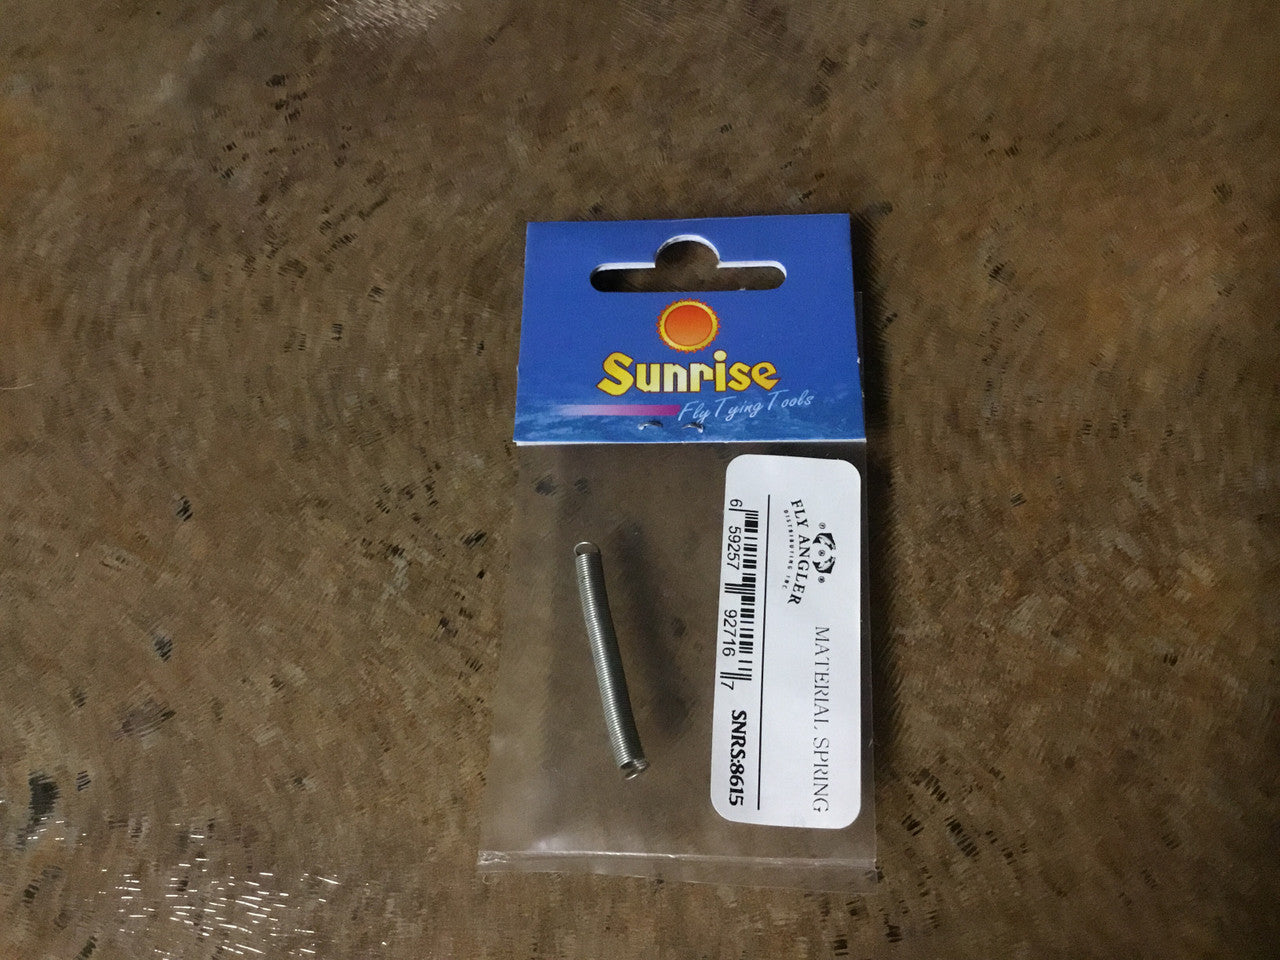 Sunrise
Fly Tying Tools
FLY ANGLER
DISTRIBUTING INC.
MATERIAL SPRING
6 59257 92716 7
SNRS:8615